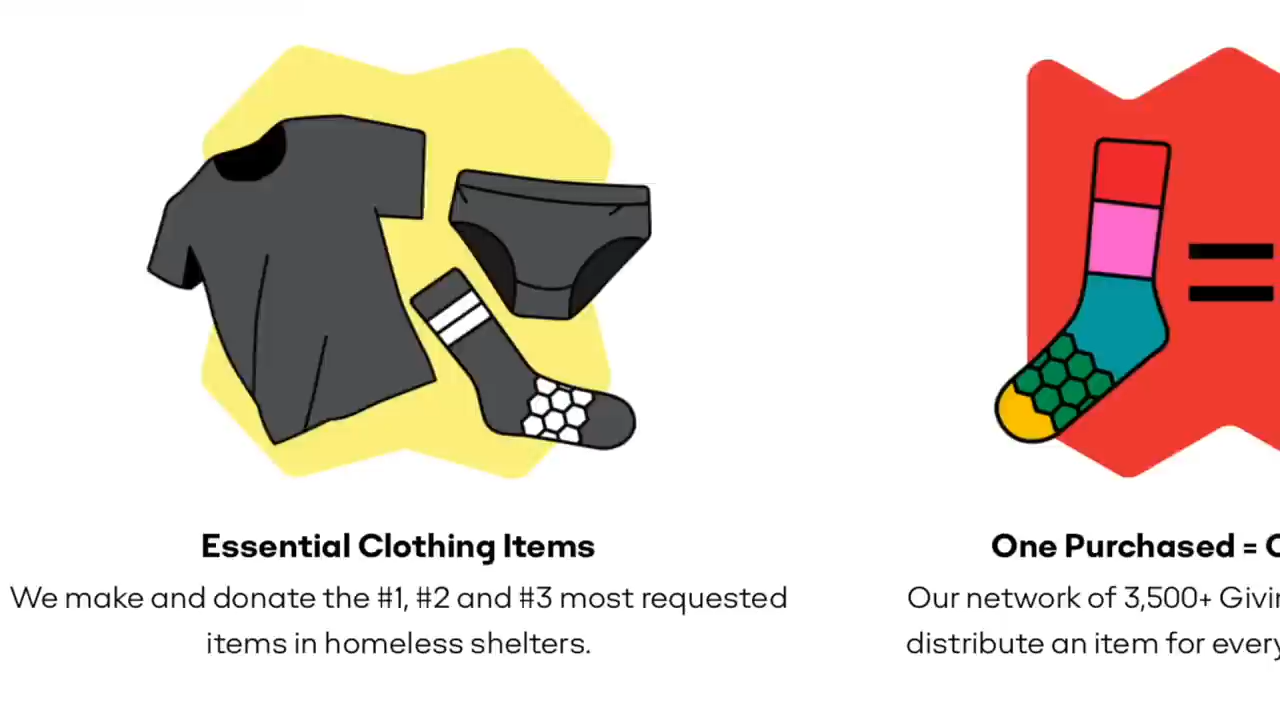 Essential Clothing Items
We make and donate the #1, #2 and #3 most requested
items in homeless shelters.
One Purchased =
Our network of 3,500+
distribute an item for every